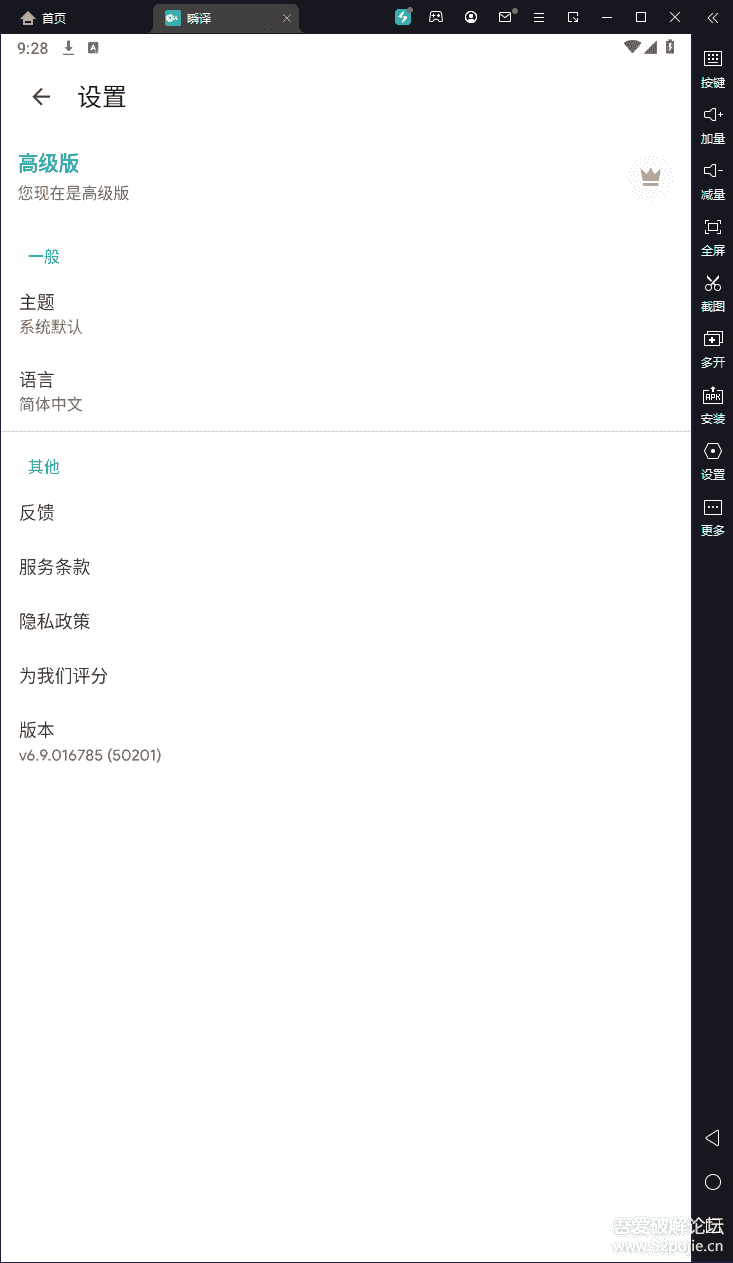 首页
瞬译
9:28
设置
高级版
您现在是高级版
一般
主题
系统默认
语言
简体中文
其他
反馈
服务条款
隐私政策
为我们评分
版本
v6.9.016785 (50201)
按键
加量
减量
全屏
截图
多开
APK
安装
设置
更多
吾爱破解论坛
www.52pojie.cn